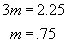 3m = 2.25
m = .75